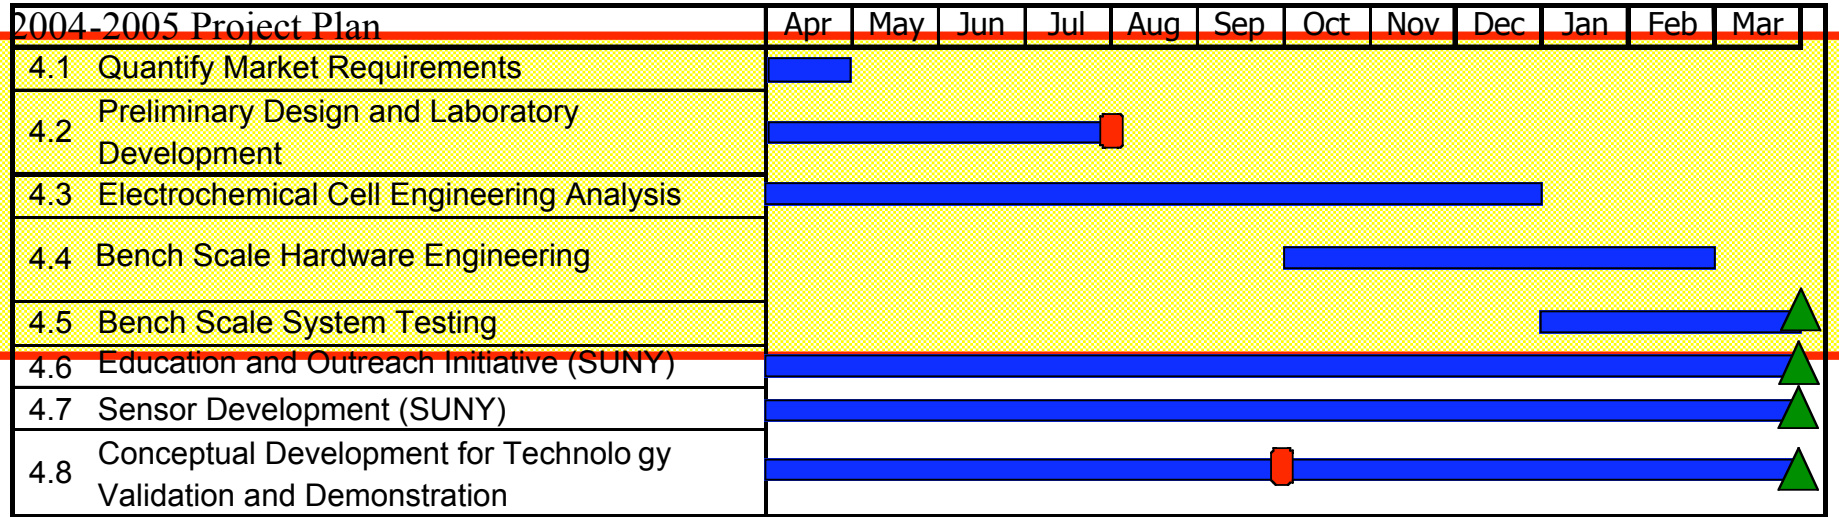 2004-2005 Project Plan Apr May Jun Jul Aug Sep Oct Nov Dec Jan Feb Mar
4.1 Quantify Market Requirements
4.2 Preliminary Design and Laboratory
Development
4.3 Electrochemical Cell Engineering Analysis
4.4 Bench Scale Hardware Engineering
4.5 Bench Scale System Testing
4.6 Education and Outreach Initiative (SUNY)
4.7 Sensor Development (SUNY)
4.8 Conceptual Development for Technolo gy
Validation and Demonstration